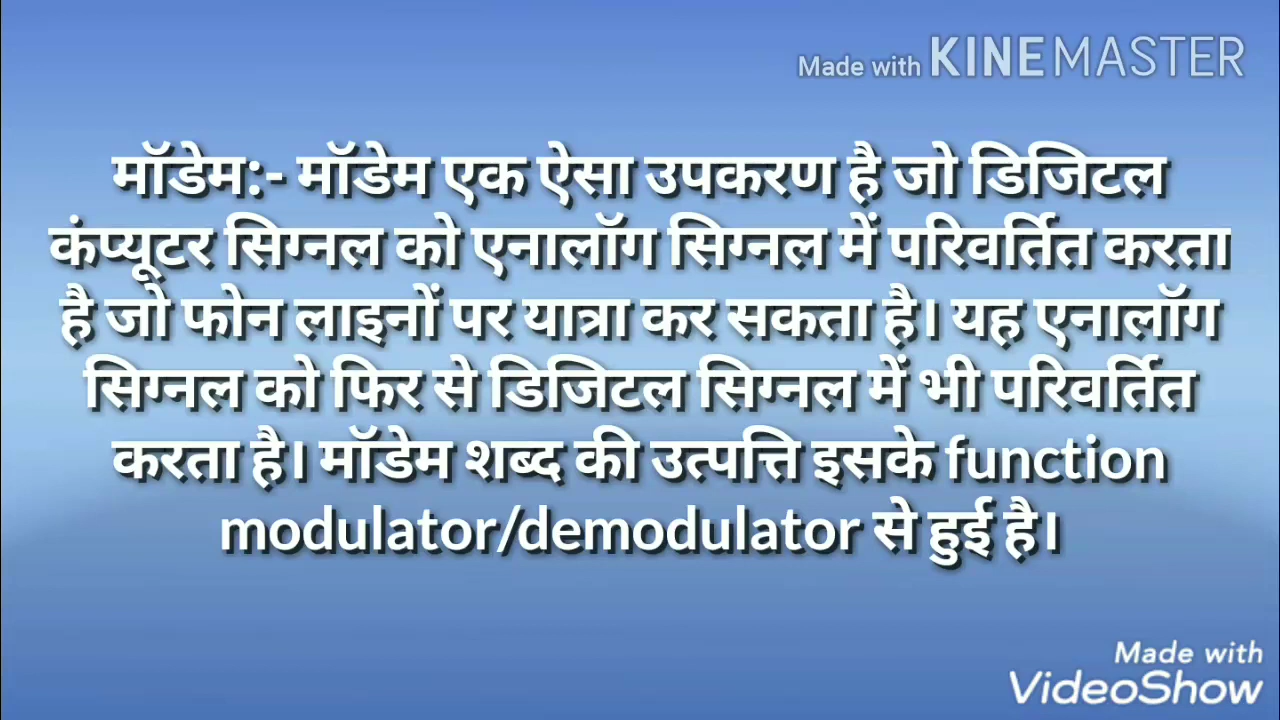 Made with KINEMASTER
मॉडेम:- मॉडेम एक ऐसा उपकरण है जो डिजिटल
कंप्यूटर सिग्नल को एनालॉग सिग्नल में परिवर्तित करता
है जो फोन लाइनों पर यात्रा कर सकता है। यह एनालॉग
सिग्नल को फिर से डिजिटल सिग्नल में भी परिवर्तित
करता है। मॉडेम शब्द की उत्पत्ति इसके function
modulator/demodulator से हुई है।
Made with
VideoShow